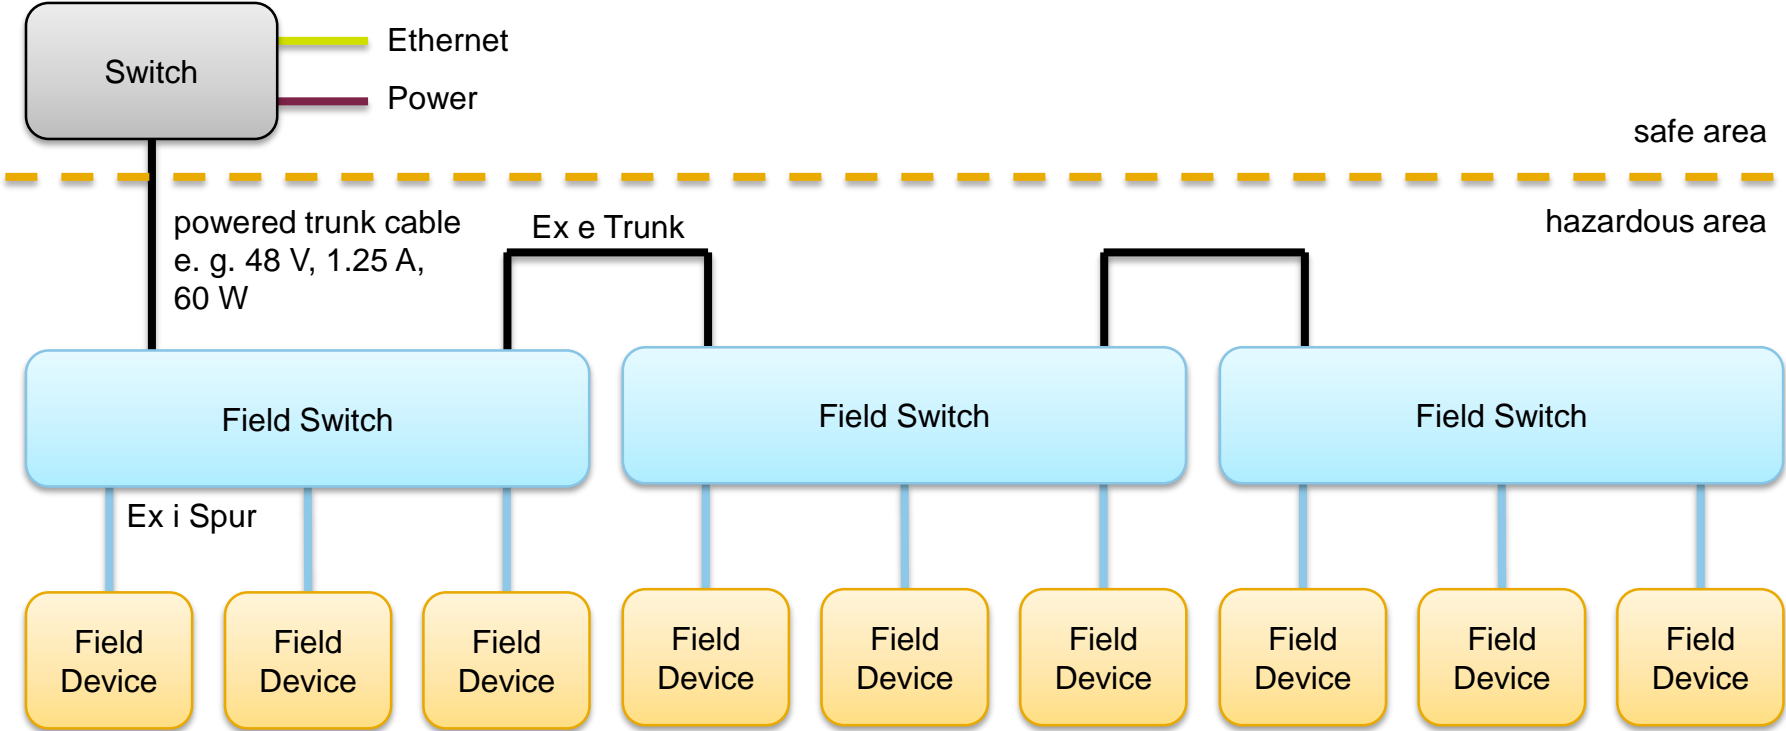 Switch
Ethernet
Power
safe area
hazardous area
powered trunk cable
e. g. 48 V, 1.25 A,
60 W
Ex e Trunk
Field Switch
Field Switch
Field Switch
Ex i Spur
Field
Device
Field
Device
Field
Device
Field
Device
Field
Device
Field
Device
Field
Device
Field
Device
Field
Device